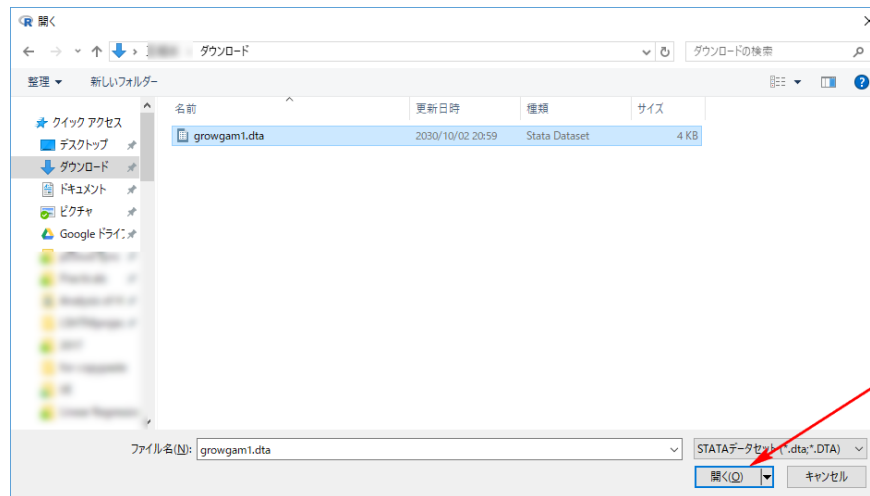 開く
ダウンロード
ダウンロードの検索
整理
新しいフォルダー
名前
更新日時
種類
サイズ
growgam1.dta
2030/10/02 20:59
Stata Dataset
4 KB
クイック アクセス
デスクトップ
ダウンロード
ドキュメント
ピクチャ
Google ドライ
ファイル名(N):
growgam1.dta
STATAデータセット (*.dta;*.DTA)
開く(O)
キャンセル